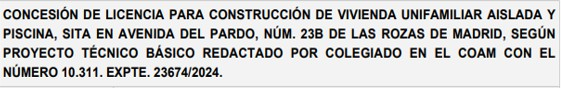 CONCESIÓN DE LICENCIA PARA CONSTRUCCIÓN DE VIVIENDA UNIFAMILIAR AISLADA Y
PISCINA, SITA EN AVENIDA DEL PARDO, NÚM. 23B DE LAS ROZAS DE MADRID, SEGÚN
PROYECTO TÉCNICO BÁSICO REDACTADO POR COLEGIADO EN EL COAM CON EL
NÚMERO 10.311. EXPTE. 23674/2024.